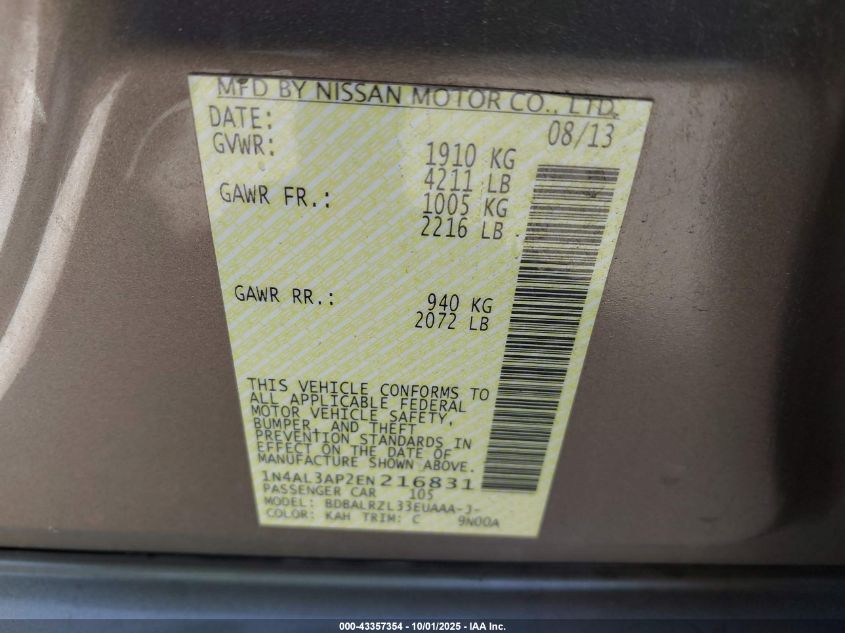 MFD BY NISSAN MOTOR CO., LTD.
DATE: 08/13
GVWR: 1910 KG
4211 LB
GAWR FR.: 1005 KG
2216 LB
GAWR RR.: 940 KG
2072 LB
THIS VEHICLE CONFORMS TO
ALL APPLICABLE FEDERAL
MOTOR VEHICLE SAFETY,
BUMPER, AND THEFT
PREVENTION STANDARDS IN
EFFECT ON THE DATE OF
MANUFACTURE SHOWN ABOVE.
1N4AL3AP2EN216831
PASSENGER CAR 105
MODEL: BDBALRZL33EUAAA-J-
COLOR: KAH TRIM: C 9N00A
000-43357354 - 10/01/2025 - IAA Inc.